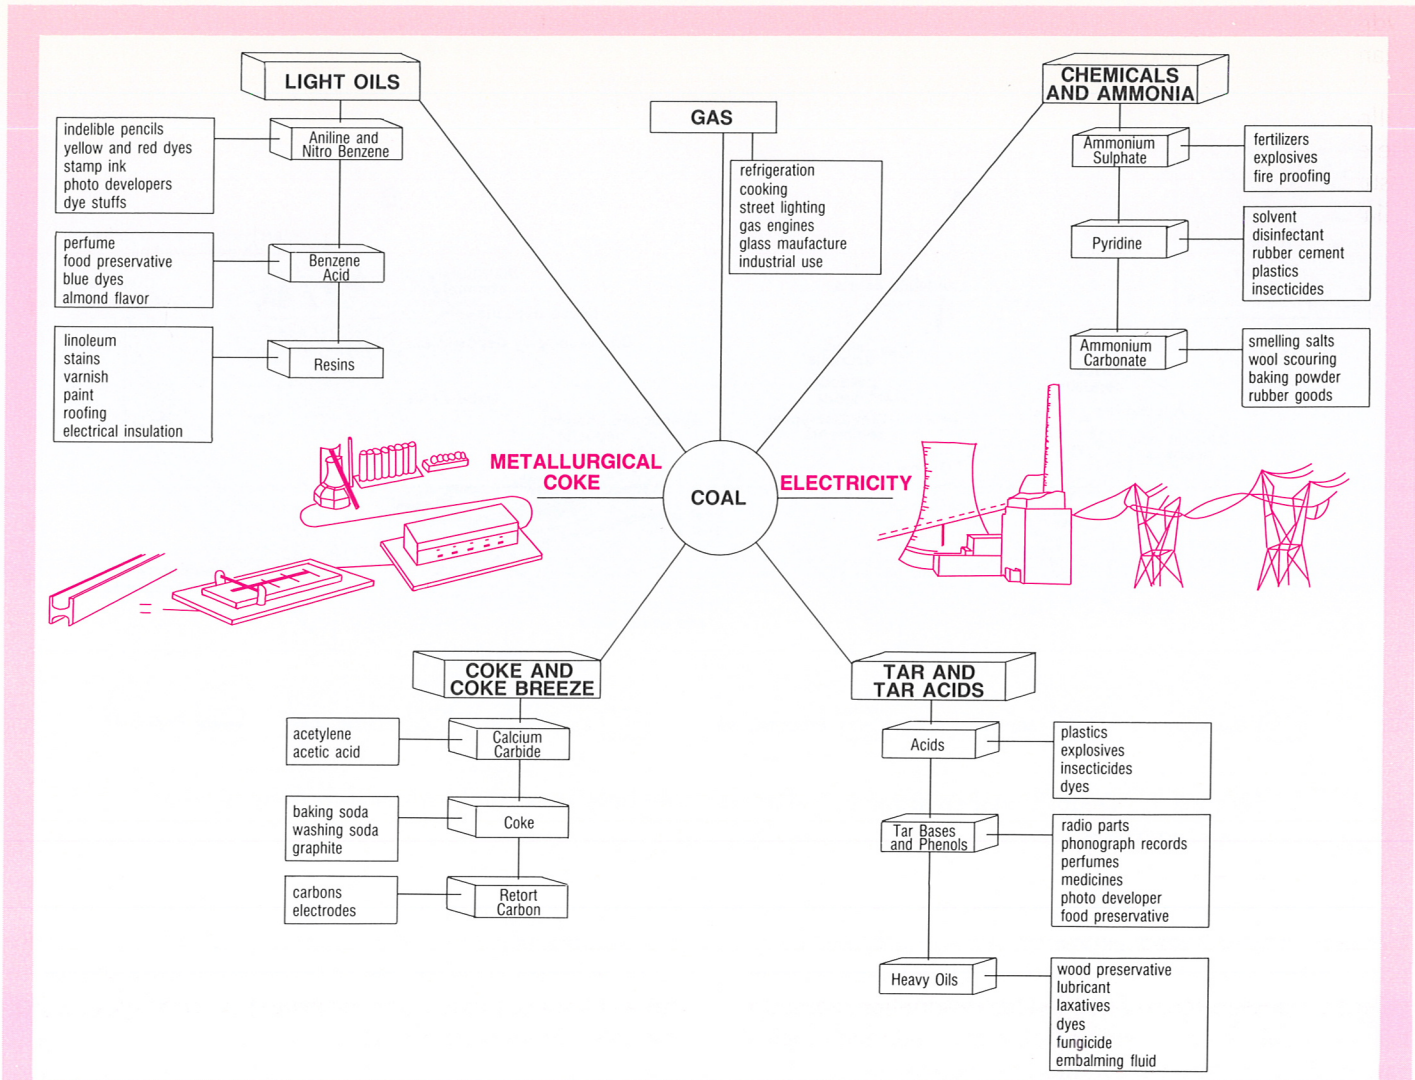 LIGHT OILS
Aniline and
Nitro Benzene
indelible pencils
yellow and red dyes
stamp ink
photo developers
dye stuffs
Benzene
Acid
perfume
food preservative
blue dyes
almond flavor
Resins
linoleum
stains
varnish
paint
roofing
electrical insulation
GAS
refrigeration
cooking
street lighting
gas engines
glass maufacture
industrial use
CHEMICALS
AND AMMONIA
Ammonium
Sulphate
fertilizers
explosives
fire proofing
Pyridine
solvent
disinfectant
rubber cement
plastics
insecticides
Ammonium
Carbonate
smelling salts
wool scouring
baking powder
rubber goods
METALLURGICAL
COKE
COAL
ELECTRICITY
COKE AND
COKE BREEZE
Calcium
Carbide
acetylene
acetic acid
Coke
baking soda
washing soda
graphite
Retort
Carbon
carbons
electrodes
TAR AND
TAR ACIDS
Acids
plastics
explosives
insecticides
dyes
Tar Bases
and Phenols
radio parts
phonograph records
perfumes
medicines
photo developer
food preservative
Heavy Oils
wood preservative
lubricant
laxatives
dyes
fungicide
embalming fluid